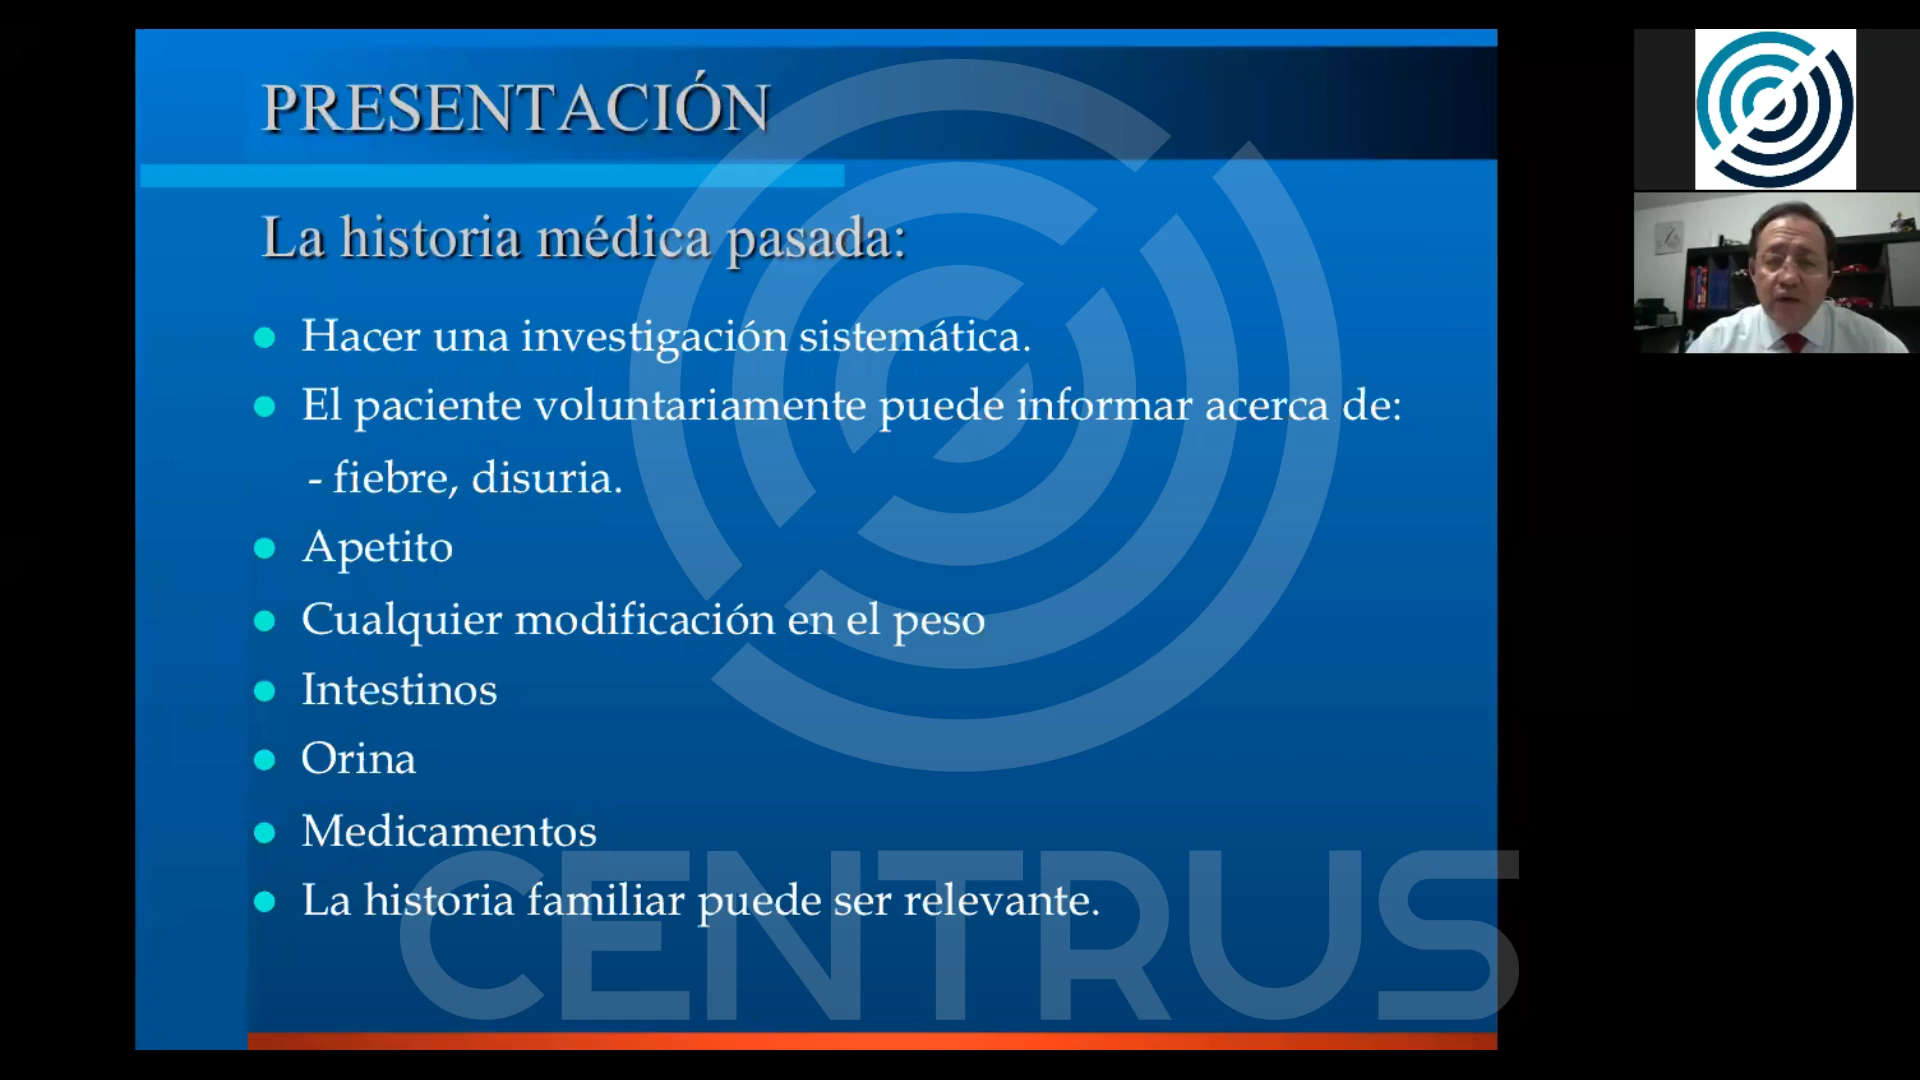 PRESENTACIÓN
La historia médica pasada:
Hacer una investigación sistemática.
El paciente voluntariamente puede informar acerca de:
- fiebre, disuria.
Apetito
Cualquier modificación en el peso
Intestinos
Orina
Medicamentos
La historia familiar puede ser relevante.
CENTRUS